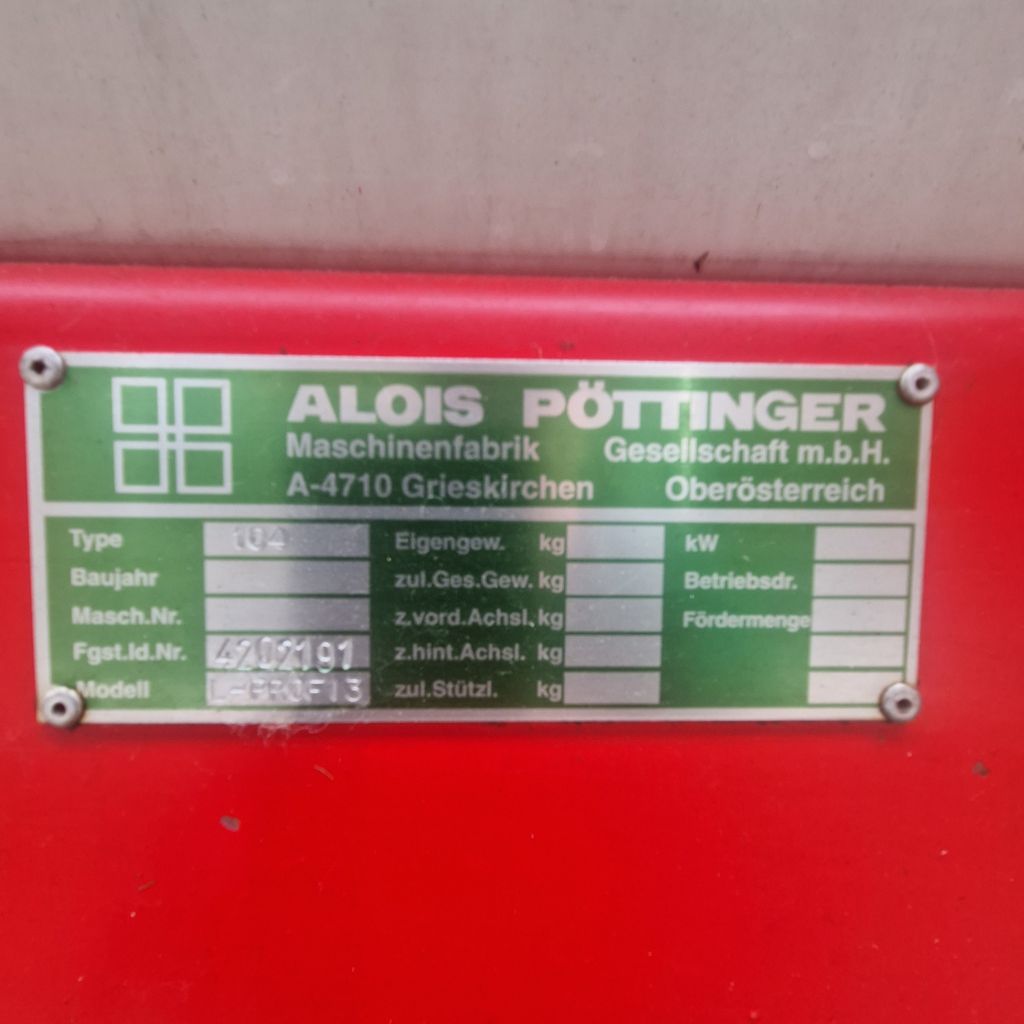 ALOIS PÖTTINGER
Maschinenfabrik Gesellschaft m.b.H.
A-4710 Grieskirchen Oberösterreich
Type 104 Eigengew. kg kW
Baujahr zul.Ges.Gew. kg Betriebsdr.
Masch.Nr. z.vord.Achsl. kg Fördermenge
Fgst.Id.Nr. 4202191 z.hint.Achsl. kg
Modell L-PROFI3 zul.Stützl. kg